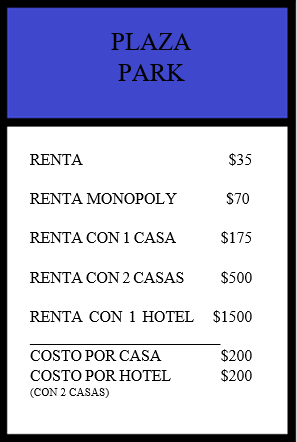 PLAZA
PARK
RENTA $35
RENTA MONOPOLY $70
RENTA CON 1 CASA $175
RENTA CON 2 CASAS $500
RENTA CON 1 HOTEL $1500
COSTO POR CASA $200
COSTO POR HOTEL $200
(CON 2 CASAS)